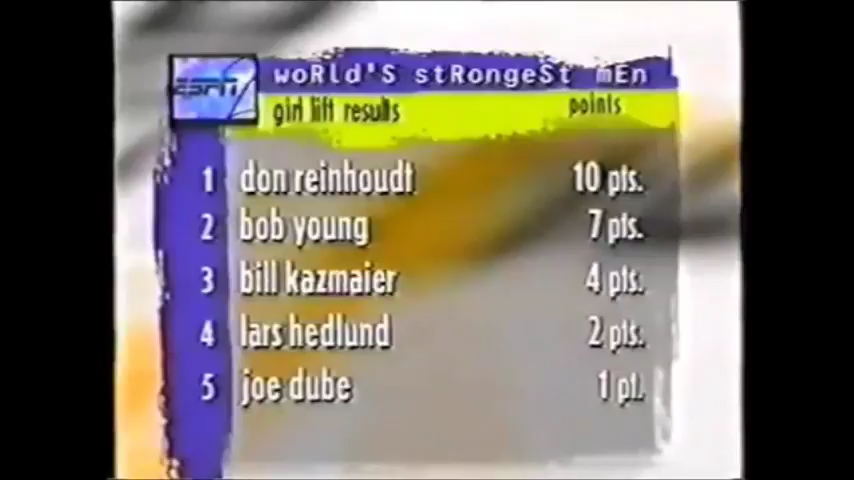 ESPN
woRld'S stRongeSt mEn
girl lift results points
1 don reinhoudt 10 pts.
2 bob young 7 pts.
3 bill kazmaier 4 pts.
4 lars hedlund 2 pts.
5 joe dube 1 pt.